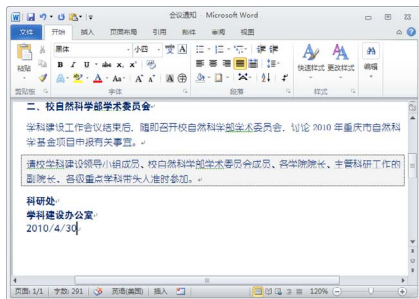 会议通知 - Microsoft Word
文件 开始 插入 页面布局 引用 邮件 审阅 视图
黑体 小四
粘贴 快速样式 更改样式 编辑
剪贴板 字体 段落 样式
二、校自然科学部学术委员会
学科建设工作会议结束后，随即召开校自然科学部学术委员会，讨论 2010 年重庆市自然科
学基金项目申报有关事宜。
请校学科建设领导小组成员、校自然科学部学术委员会成员、各学院院长、主管科研工作的
副院长、各级重点学科带头人准时参加。
科研处
学科建设办公室
2010/4/30
页面: 1/1 字数: 291 英语(美国) 插入 120%